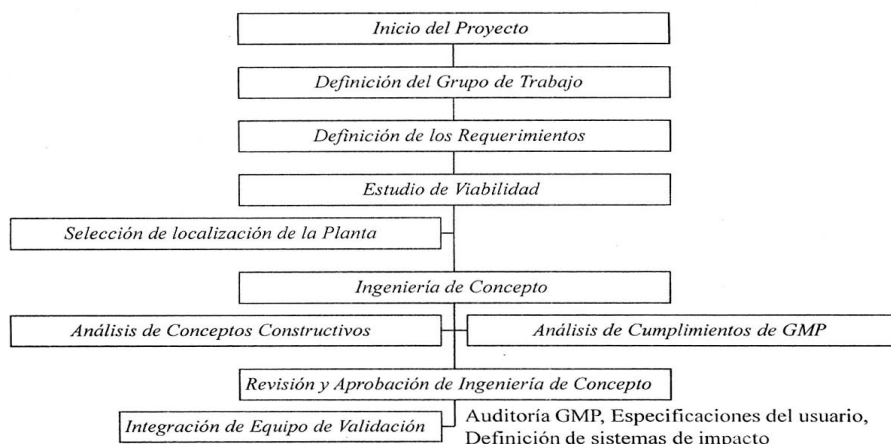 Inicio del Proyecto
Definición del Grupo de Trabajo
Definición de los Requerimientos
Estudio de Viabilidad
Selección de localización de la Planta
Ingeniería de Concepto
Análisis de Conceptos Constructivos
Análisis de Cumplimientos de GMP
Revisión y Aprobación de Ingeniería de Concepto
Integración de Equipo de Validación
Auditoría GMP, Especificaciones del usuario,
Definición de sistemas de impacto